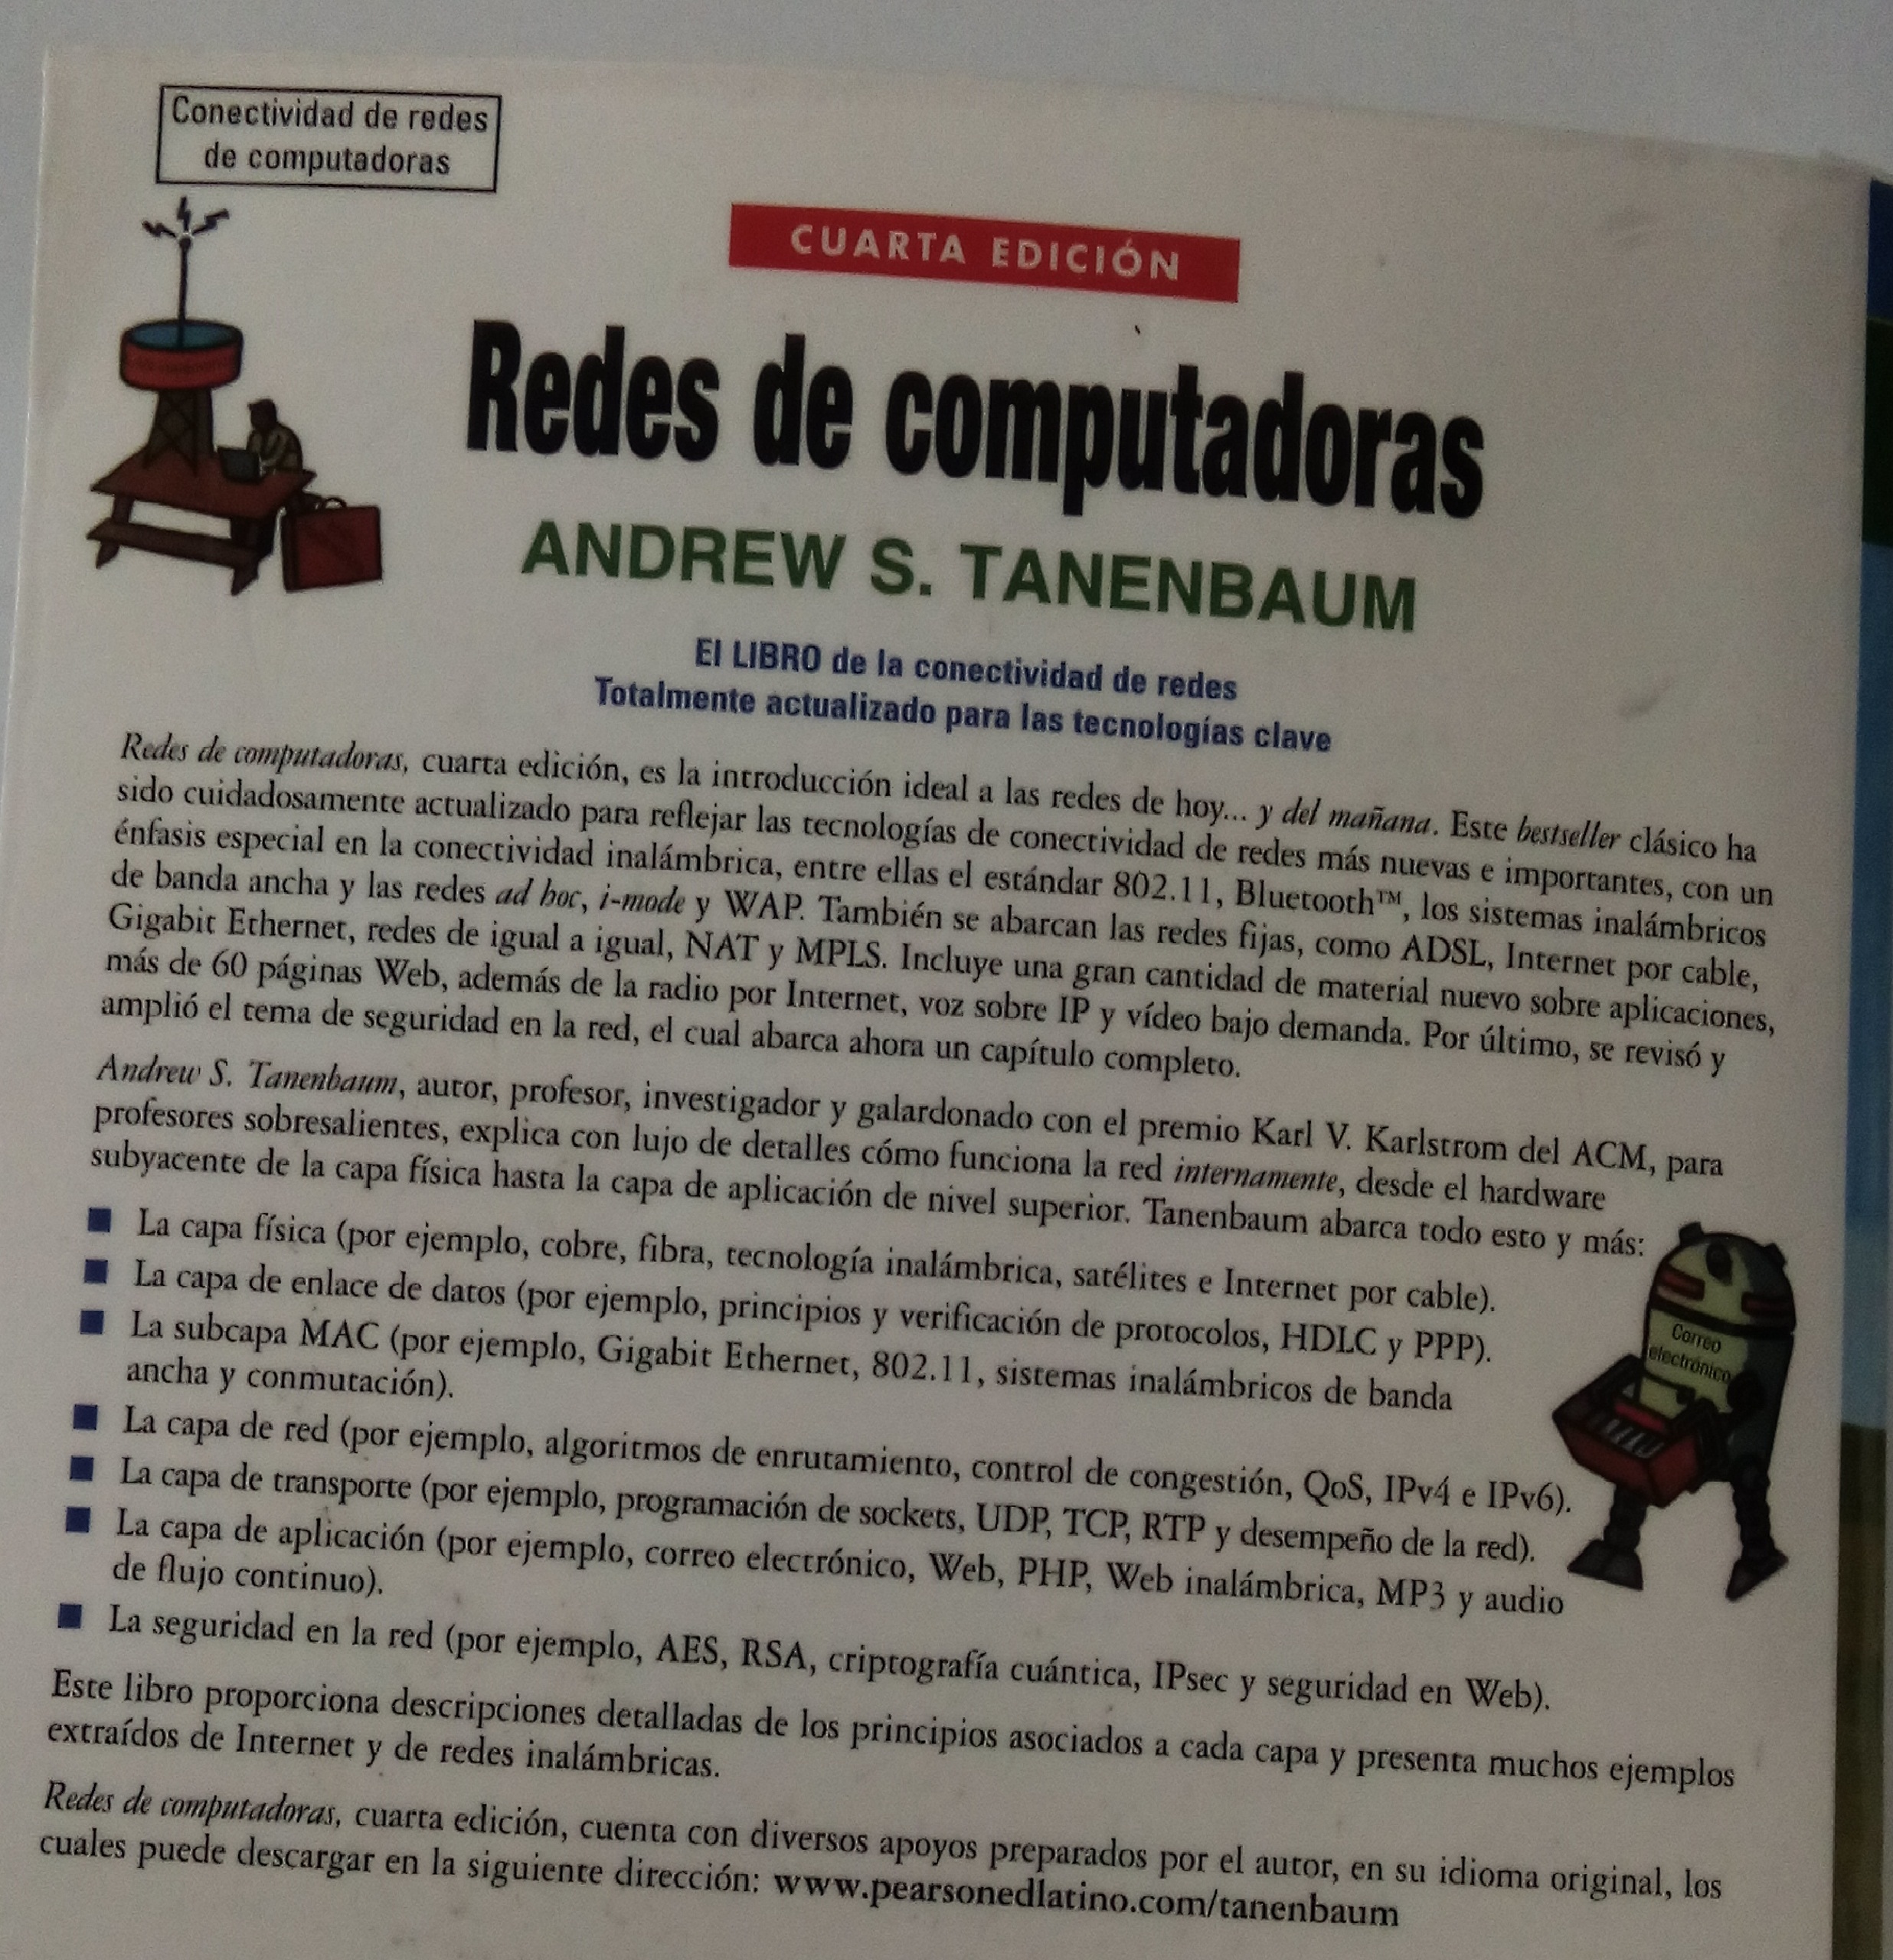 Conectividad de redes
de computadoras
CUARTA EDICIÓN
Redes de computadoras
ANDREW S. TANENBAUM
El LIBRO de la conectividad de redes
Totalmente actualizado para las tecnologías clave
Redes de computadoras, cuarta edición, es la introducción ideal a las redes de hoy... y del mañana. Este bestseller clásico ha
sido cuidadosamente actualizado para reflejar las tecnologías de conectividad de redes más nuevas e importantes, con un
énfasis especial en la conectividad inalámbrica, entre ellas el estándar 802.11, Bluetooth™, los sistemas inalámbricos
de banda ancha y las redes ad hoc, i-mode y WAP. También se abarcan las redes fijas, como ADSL, Internet por cable,
Gigabit Ethernet, redes de igual a igual, NAT y MPLS. Incluye una gran cantidad de material nuevo sobre aplicaciones,
más de 60 páginas Web, además de la radio por Internet, voz sobre IP y vídeo bajo demanda. Por último, se revisó y
amplió el tema de seguridad en la red, el cual abarca ahora un capítulo completo.
Andrew S. Tanenbaum, autor, profesor, investigador y galardonado con el premio Karl V. Karlstrom del ACM, para
profesores sobresalientes, explica con lujo de detalles cómo funciona la red internamente, desde el hardware
subyacente de la capa física hasta la capa de aplicación de nivel superior. Tanenbaum abarca todo esto y más:
■ La capa física (por ejemplo, cobre, fibra, tecnología inalámbrica, satélites e Internet por cable).
■ La capa de enlace de datos (por ejemplo, principios y verificación de protocolos, HDLC y PPP).
■ La subcapa MAC (por ejemplo, Gigabit Ethernet, 802.11, sistemas inalámbricos de banda
ancha y conmutación).
■ La capa de red (por ejemplo, algoritmos de enrutamiento, control de congestión, QoS, IPv4 e IPv6).
■ La capa de transporte (por ejemplo, programación de sockets, UDP, TCP, RTP y desempeño de la red).
■ La capa de aplicación (por ejemplo, correo electrónico, Web, PHP, Web inalámbrica, MP3 y audio
de flujo continuo).
■ La seguridad en la red (por ejemplo, AES, RSA, criptografía cuántica, IPsec y seguridad en Web).
Correo
electrónico
Este libro proporciona descripciones detalladas de los principios asociados a cada capa y presenta muchos ejemplos
extraídos de Internet y de redes inalámbricas.
Redes de computadoras, cuarta edición, cuenta con diversos apoyos preparados por el autor, en su idioma original, los
cuales puede descargar en la siguiente dirección: www.pearsonedlatino.com/tanenbaum